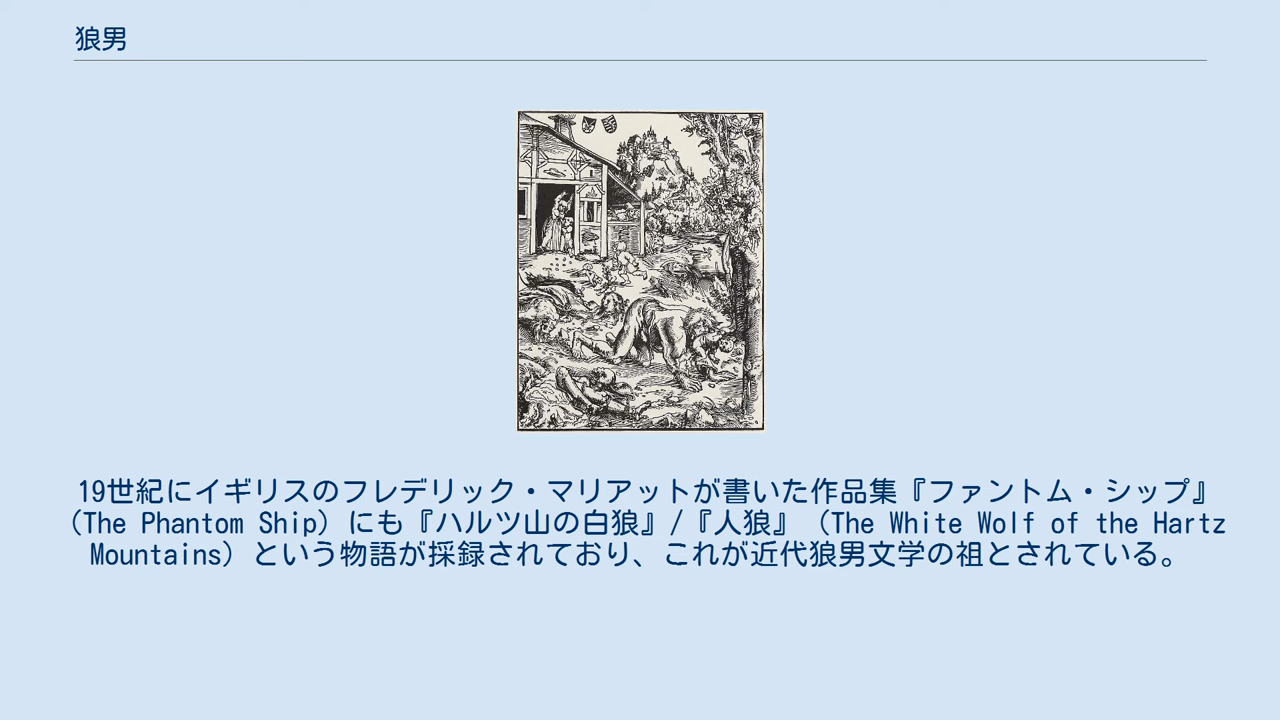 狼男
19世紀にイギリスのフレデリック・マリアットが書いた作品集『ファントム・シップ』
（The Phantom Ship）にも『ハルツ山の白狼』/『人狼』（The White Wolf of the Hartz
Mountains）という物語が採録されており、これが近代狼男文学の祖とされている。